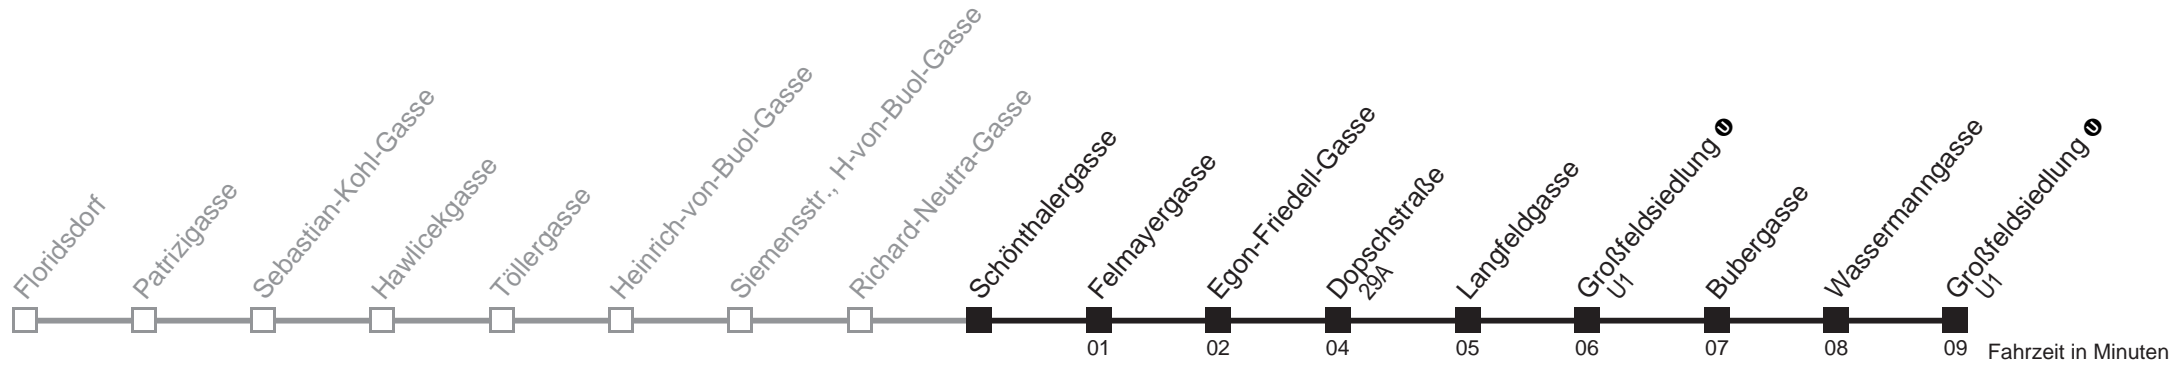 Floridsdorf
Patrizigasse
Sebastian-Kohl-Gasse
Hawlicekgasse
Töllergasse
Heinrich-von-Buol-Gasse
Siemensstr., H-von-Buol-Gasse
Richard-Neutra-Gasse
Schönthalergasse
Felmayergasse
Egon-Friedell-Gasse
Dopschstraße
29A
Langfeldgasse
Großfeldsiedlung U
U1
Bubergasse
Wassermanngasse
Großfeldsiedlung U
U1
01 02 04 05 06 07 08 09 Fahrzeit in Minuten